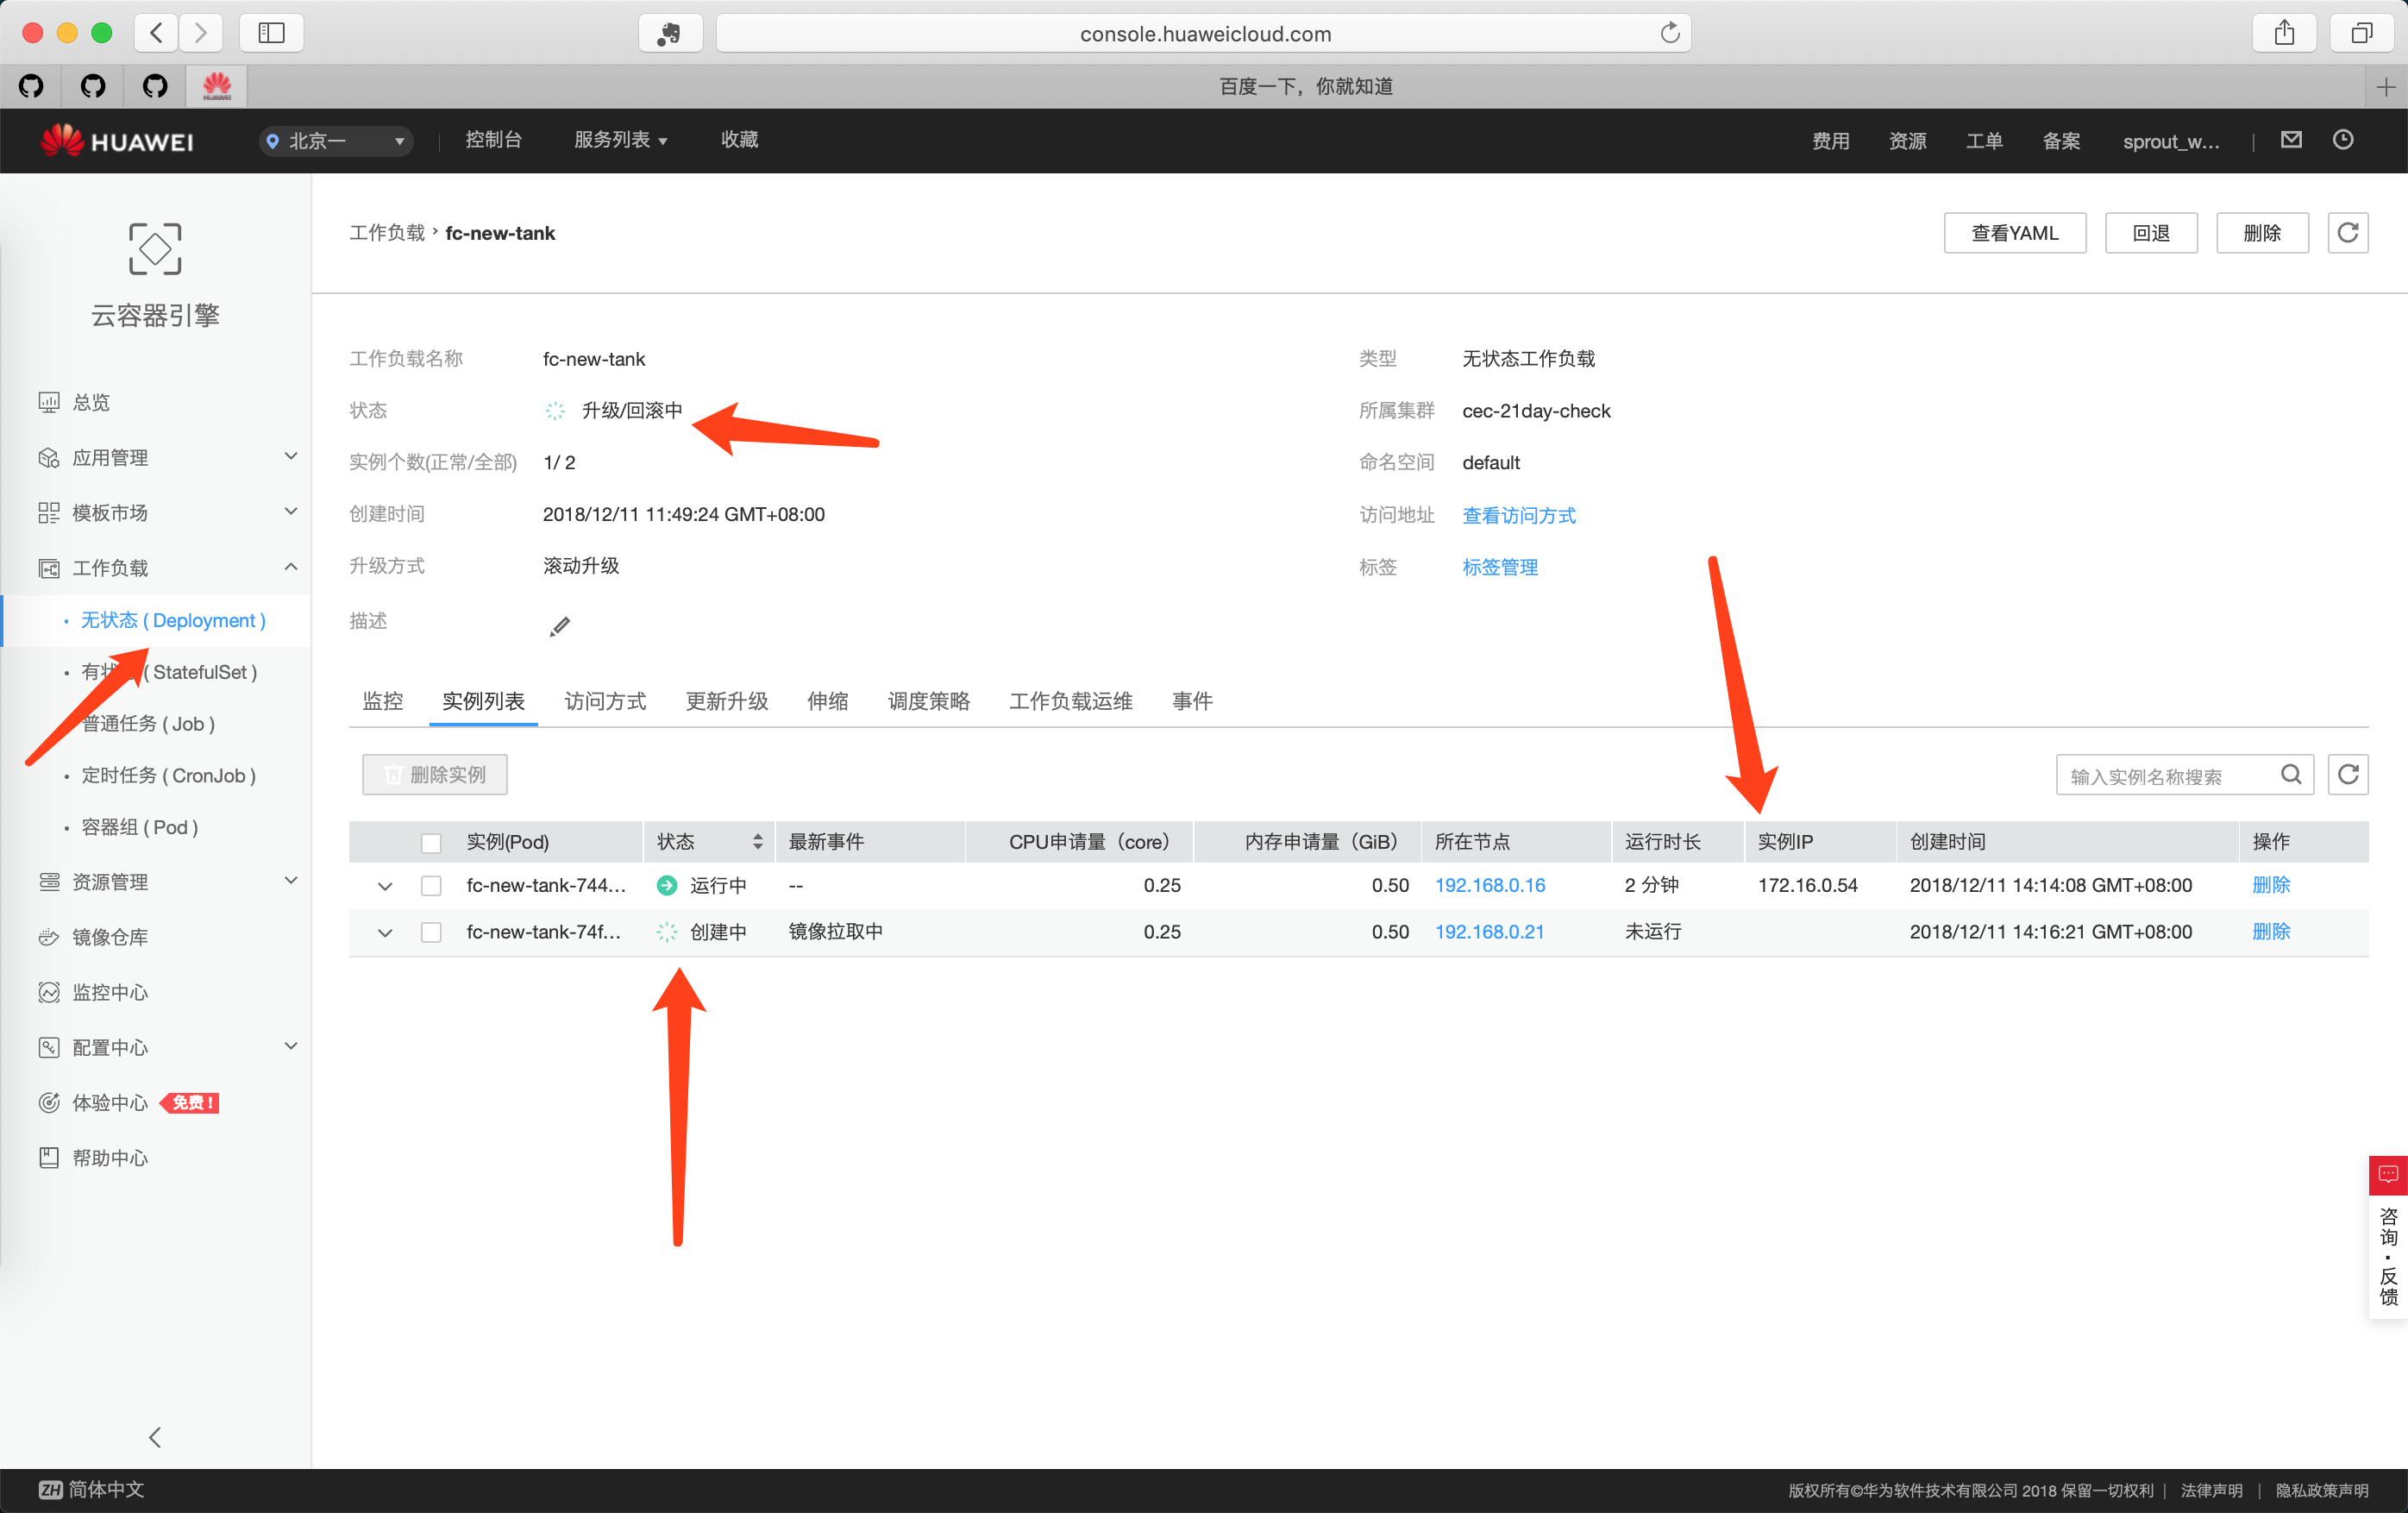 console.huaweicloud.com
百度一下，你就知道
HUAWEI 北京一 控制台 服务列表 收藏 费用 资源 工单 备案 sprout_w...
云容器引擎
总览
应用管理
模板市场
工作负载
无状态 ( Deployment )
( StatefulSet )
普通任务 ( Job )
定时任务 ( CronJob )
容器组 ( Pod )
资源管理
镜像仓库
监控中心
配置中心
体验中心 免费！
帮助中心
工作负载 › fc-new-tank
查看YAML 回退 删除
工作负载名称 fc-new-tank 类型 无状态工作负载
状态 升级/回滚中 所属集群 cec-21day-check
实例个数(正常/全部) 1/ 2 命名空间 default
创建时间 2018/12/11 11:49:24 GMT+08:00 访问地址 查看访问方式
升级方式 滚动升级 标签 标签管理
描述
监控 实例列表 访问方式 更新升级 伸缩 调度策略 工作负载运维 事件
删除实例 输入实例名称搜索
实例(Pod) 状态 最新事件 CPU申请量（core） 内存申请量（GiB） 所在节点 运行时长 实例IP 创建时间 操作
fc-new-tank-744... 运行中 -- 0.25 0.50 192.168.0.16 2 分钟 172.16.0.54 2018/12/11 14:14:08 GMT+08:00 删除
fc-new-tank-74f... 创建中 镜像拉取中 0.25 0.50 192.168.0.21 未运行 2018/12/11 14:16:21 GMT+08:00 删除
咨询·反馈
ZH 简体中文 版权所有©华为软件技术有限公司 2018 保留一切权利 | 法律声明 | 隐私政策声明